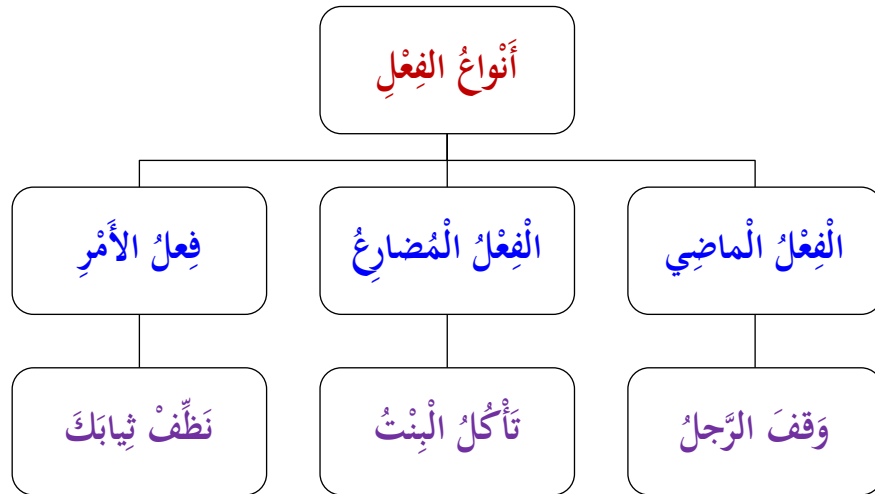 أَنْواعُ الفِعْلِ
الْفِعْلُ الْماضِي
الْفِعْلُ الْمُضارِعُ
فِعلُ الأَمْرِ
وَقفَ الرَّجلُ
تَأْكُلُ الْبِنْتُ
نَظِّفْ ثِيابَكَ